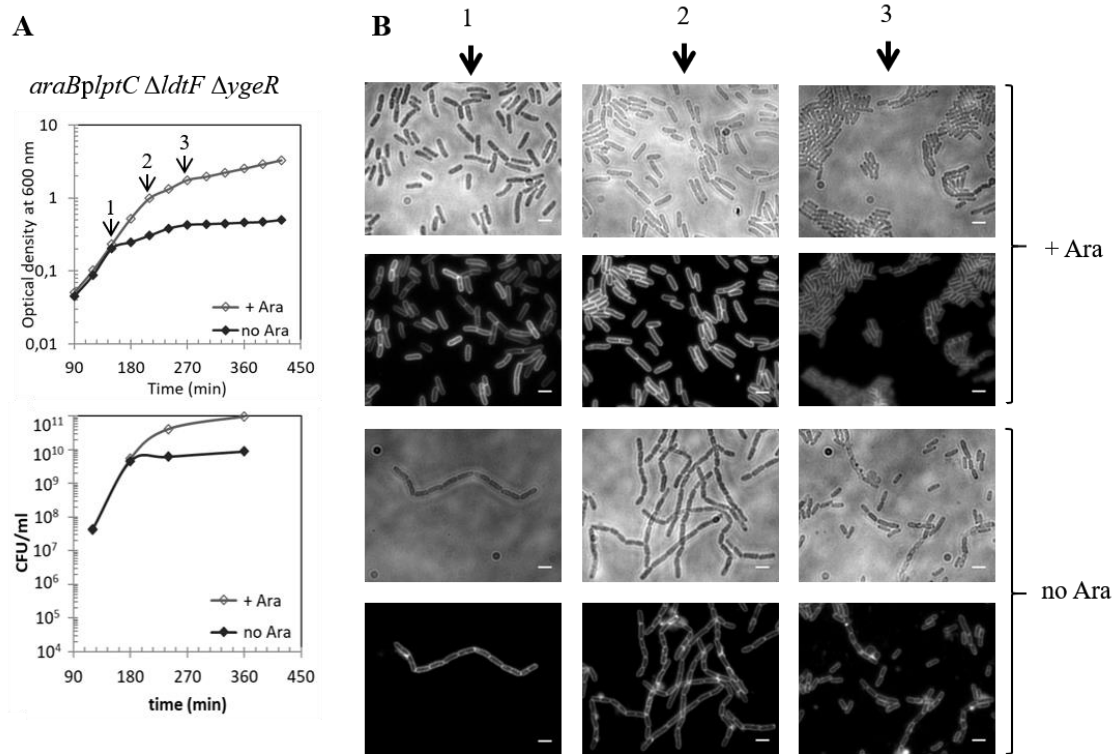 A
araBplptC ΔldtF ΔygeR
10
1
0,1
0,01
Optical density at 600 nm
1
2
3
+ Ara
no Ara
90
180
270
360
450
Time (min)
10¹¹
10¹⁰
10⁹
10⁸
10⁷
10⁶
10⁵
10⁴
CFU/ml
+ Ara
no Ara
90
180
270
360
450
time (min)
B
1
2
3
+ Ara
no Ara